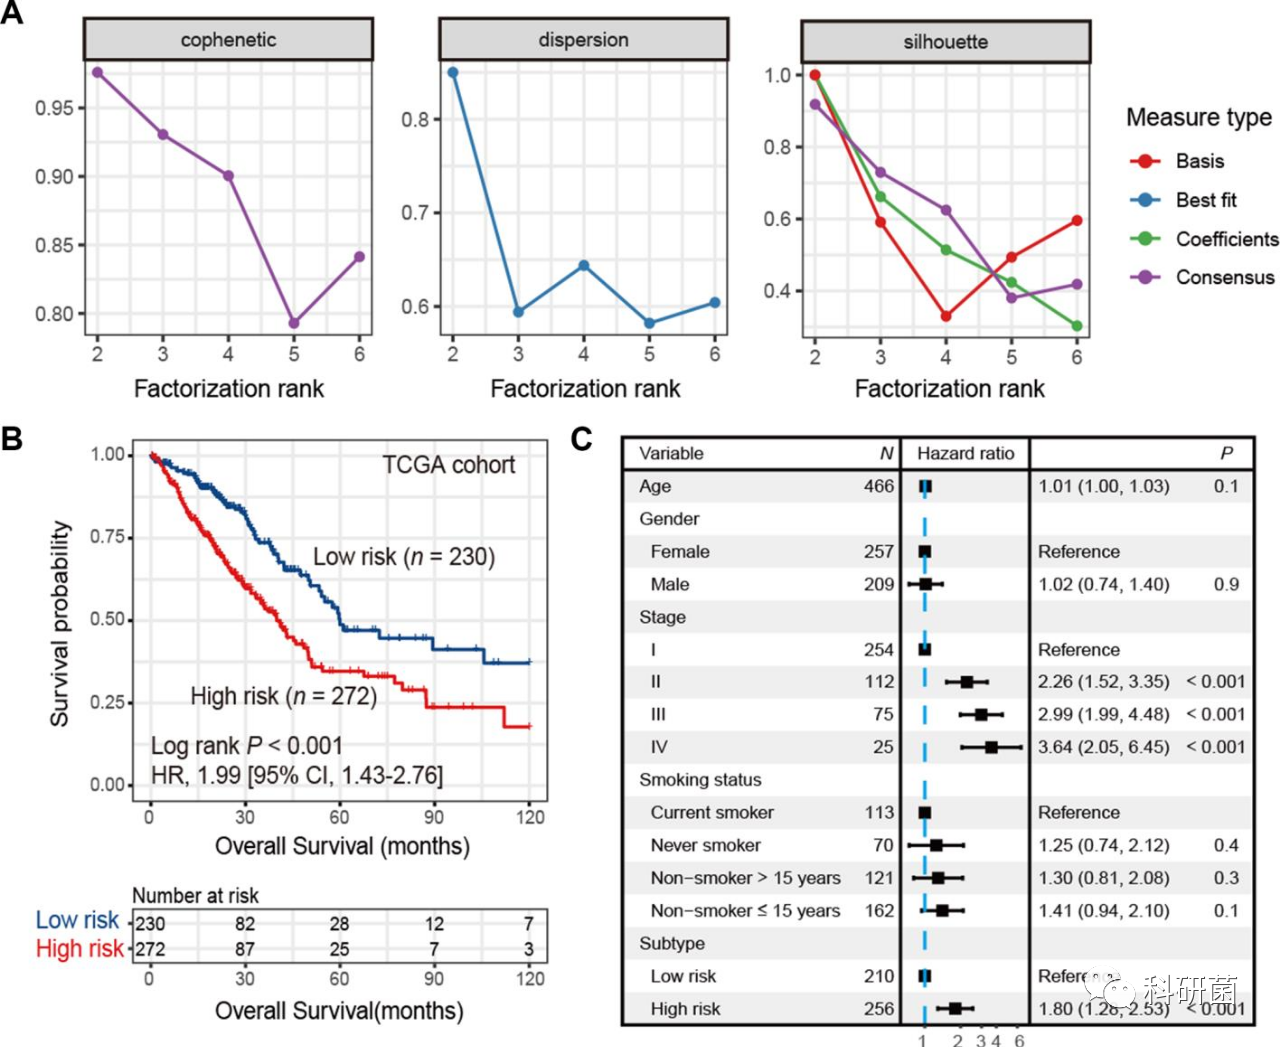 A
cophenetic
dispersion
silhouette
0.95
0.90
0.85
0.80
2 3 4 5 6
Factorization rank
0.8
0.7
0.6
2 3 4 5 6
Factorization rank
1.0
0.8
0.6
0.4
2 3 4 5 6
Factorization rank
Measure type
Basis
Best fit
Coefficients
Consensus
B
Survival probability
1.00
0.75
0.50
0.25
0.00
TCGA cohort
Low risk (n = 230)
High risk (n = 272)
Log rank P < 0.001
HR, 1.99 [95% CI, 1.43-2.76]
0 30 60 90 120
Overall Survival (months)
Number at risk
Low risk 230 82 28 12 7
High risk 272 87 25 7 3
0 30 60 90 120
Overall Survival(months)
C
Variable N Hazard ratio P
Age 466 1.01 (1.00, 1.03) 0.1
Gender
Female 257 Reference
Male 209 1.02 (0.74, 1.40) 0.9
Stage
I 254 Reference
II 112 2.26 (1.52, 3.35) < 0.001
III 75 2.99 (1.99, 4.48) < 0.001
IV 25 3.64 (2.05, 6.45) < 0.001
Smoking status
Current smoker 113 Reference
Never smoker 70 1.25 (0.74, 2.12) 0.4
Non−smoker > 15 years 121 1.30 (0.81, 2.08) 0.3
Non−smoker ≤ 15 years 162 1.41 (0.94, 2.10) 0.1
Subtype
Low risk 210 Reference
High risk 256 1.80 (1.28, 2.53) < 0.001
1 2 3 4 6
科研菌